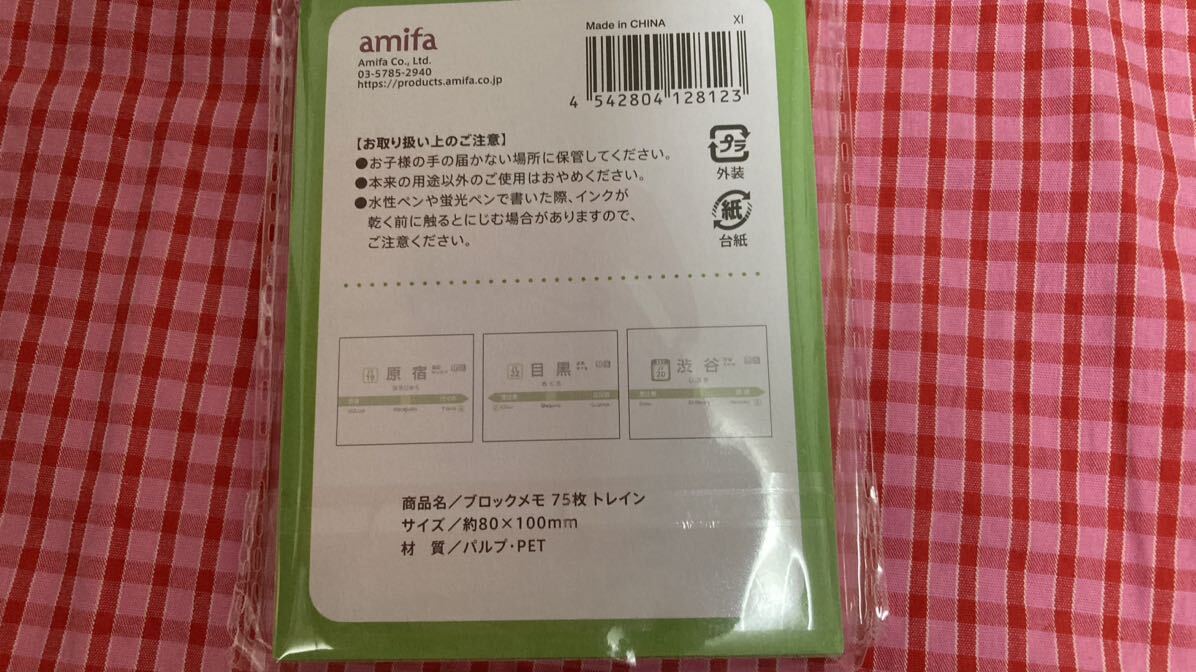 amifa
Amifa Co., Ltd.
03-5785-2940
https://products.amifa.co.jp
Made in CHINA
XI
4 542804 128123
【お取り扱い上のご注意】
●お子様の手の届かない場所に保管してください。
●本来の用途以外のご使用はおやめください。
●水性ペンや蛍光ペンで書いた際、インクが
乾く前に触るとにじむ場合がありますので、
ご注意ください。
プラ
外装
紙
台紙
原宿
目黒
渋谷
JY
20
商品名／ブロックメモ 75枚 トレイン
サイズ／約80×100mm
材 質／パルプ・PET